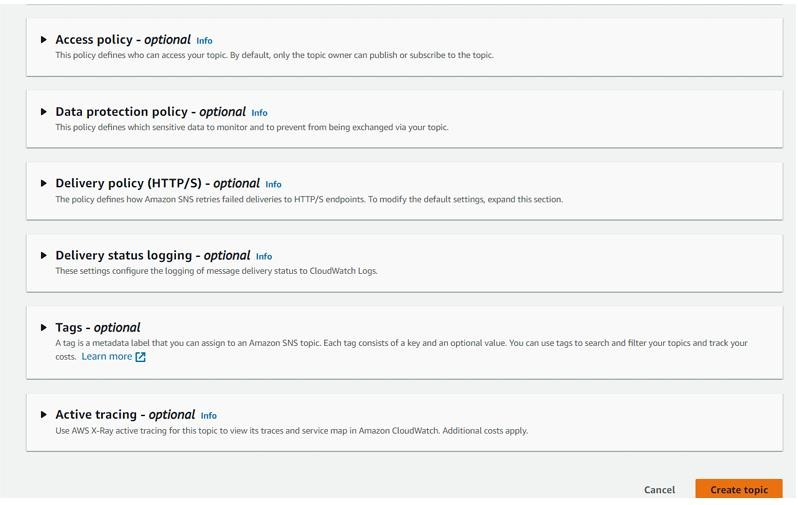 Access policy - optional Info
This policy defines who can access your topic. By default, only the topic owner can publish or subscribe to the topic.
Data protection policy - optional Info
This policy defines which sensitive data to monitor and to prevent from being exchanged via your topic.
Delivery policy (HTTP/S) - optional Info
The policy defines how Amazon SNS retries failed deliveries to HTTP/S endpoints. To modify the default settings, expand this section.
Delivery status logging - optional Info
These settings configure the logging of message delivery status to CloudWatch Logs.
Tags - optional
A tag is a metadata label that you can assign to an Amazon SNS topic. Each tag consists of a key and an optional value. You can use tags to search and filter your topics and track your
costs. Learn more
Active tracing - optional Info
Use AWS X-Ray active tracing for this topic to view its traces and service map in Amazon CloudWatch. Additional costs apply.
Cancel Create topic